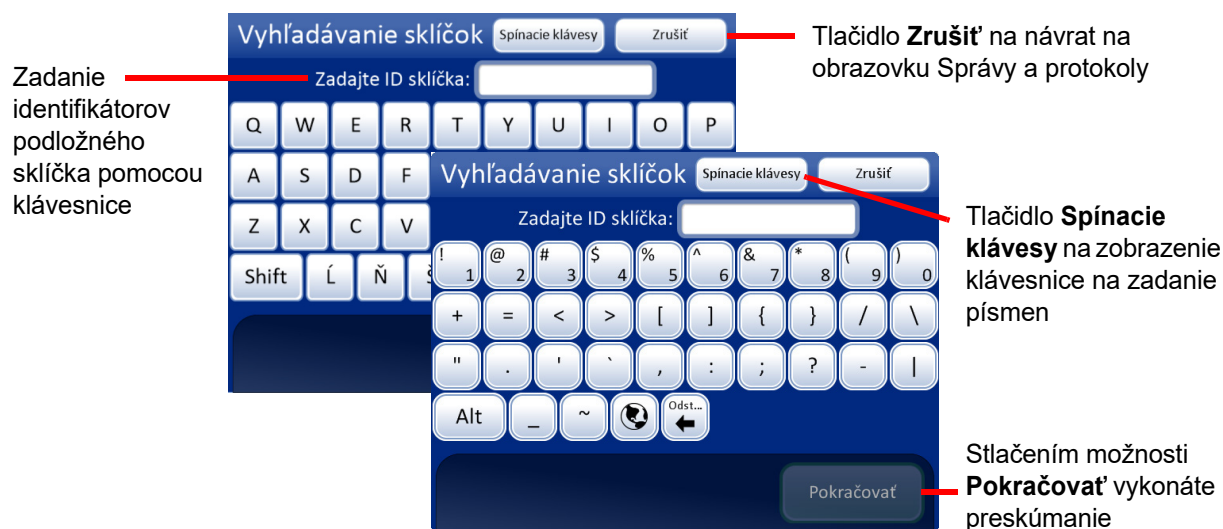 Vyhľadávanie sklíčok Spínacie klávesy Zrušiť
Zadajte ID sklíčka:
Q W E R T Y U I O P
A S D F
Z X C V
Shift Ĺ Ň
Zadanie
identifikátorov
podložného
sklíčka pomocou
klávesnice
Tlačidlo Zrušiť na návrat na
obrazovku Správy a protokoly
Vyhľadávanie sklíčok Spínacie klávesy Zrušiť
Zadajte ID sklíčka:
! 1 @ 2 # 3 $ 4 % 5 ^ 6 & 7 * 8 ( 9 ) 0
+ = < > [ ] { } / \
" . ' ` , : ; ? - |
Alt _ ~ Odst...
Pokračovať
Tlačidlo Spínacie
klávesy na zobrazenie
klávesnice na zadanie
písmen
Stlačením možnosti
Pokračovať vykonáte
preskúmanie